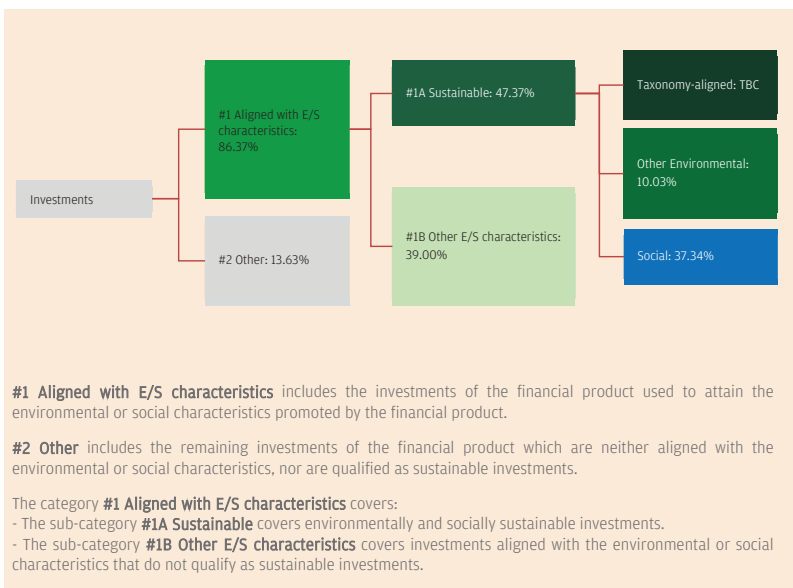 Investments
#1 Aligned with E/S
characteristics:
86.37%
#2 Other: 13.63%
#1A Sustainable: 47.37%
#1B Other E/S characteristics:
39.00%
Taxonomy-aligned: TBC
Other Environmental:
10.03%
Social: 37.34%
#1 Aligned with E/S characteristics includes the investments of the financial product used to attain the
environmental or social characteristics promoted by the financial product.
#2 Other includes the remaining investments of the financial product which are neither aligned with the
environmental or social characteristics, nor are qualified as sustainable investments.
The category #1 Aligned with E/S characteristics covers:
- The sub-category #1A Sustainable covers environmentally and socially sustainable investments.
- The sub-category #1B Other E/S characteristics covers investments aligned with the environmental or social
characteristics that do not qualify as sustainable investments.